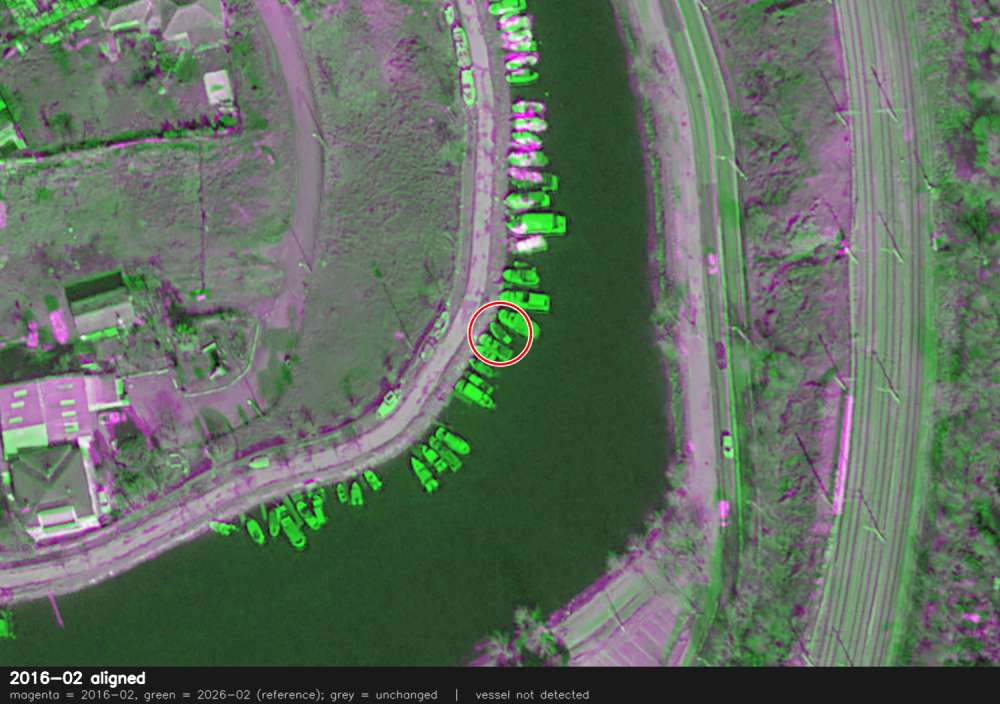 2016-02 aligned
magenta = 2016-02, green = 2026-02 (reference); grey = unchanged | vessel not detected